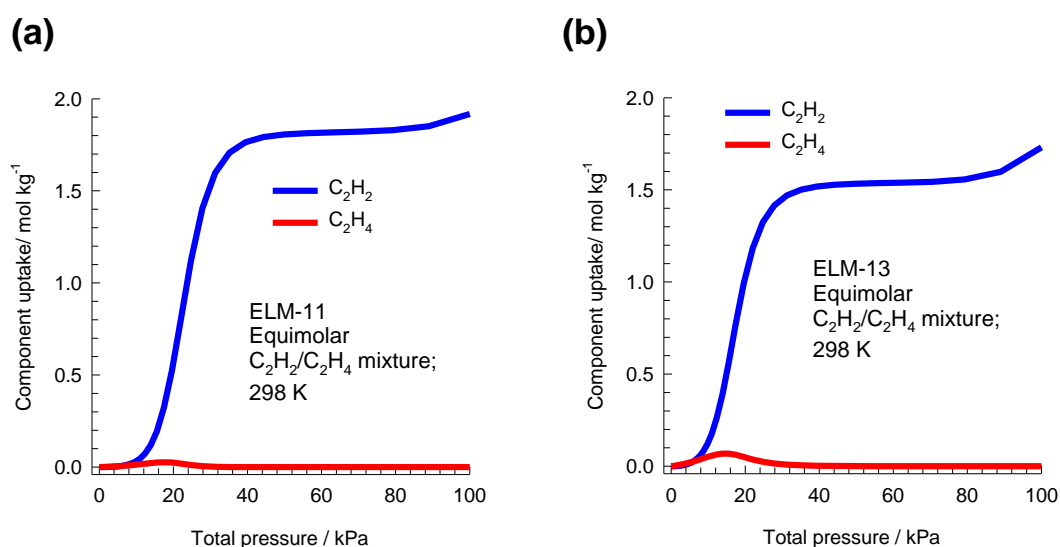 (a)
Component uptake/ mol kg⁻¹
2.0
1.5
1.0
0.5
0.0
C₂H₂
C₂H₄
ELM-11
Equimolar
C₂H₂/C₂H₄ mixture;
298 K
0 20 40 60 80 100
Total pressure / kPa
(b)
Component uptake/ mol kg⁻¹
2.0
1.5
1.0
0.5
0.0
C₂H₂
C₂H₄
ELM-13
Equimolar
C₂H₂/C₂H₄ mixture;
298 K
0 20 40 60 80 100
Total pressure / kPa